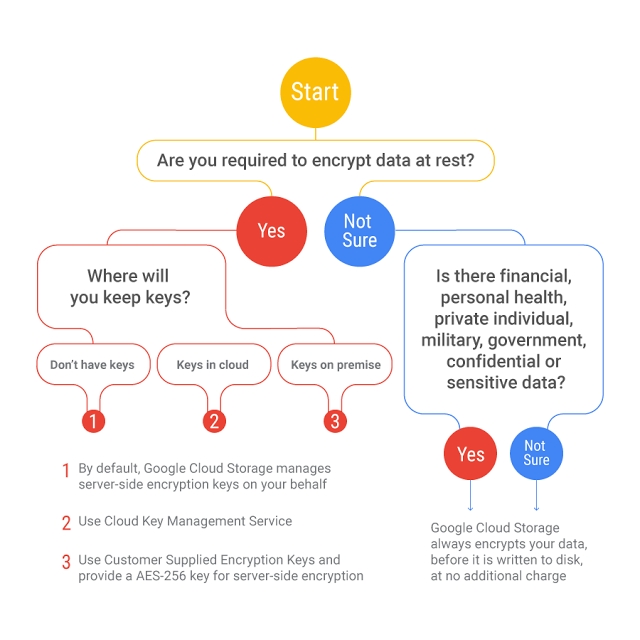 Start
Are you required to encrypt data at rest?
Yes
Not
Sure
Where will
you keep keys?
Don't have keys
Keys in cloud
Keys on premise
1
2
3
Is there financial,
personal health,
private individual,
military, government,
confidential or
sensitive data?
Yes
Not
Sure
1 By default, Google Cloud Storage manages
server-side encryption keys on your behalf
2 Use Cloud Key Management Service
3 Use Customer Supplied Encryption Keys and
provide a AES-256 key for server-side encryption
Google Cloud Storage
always encrypts your data,
before it is written to disk,
at no additional charge